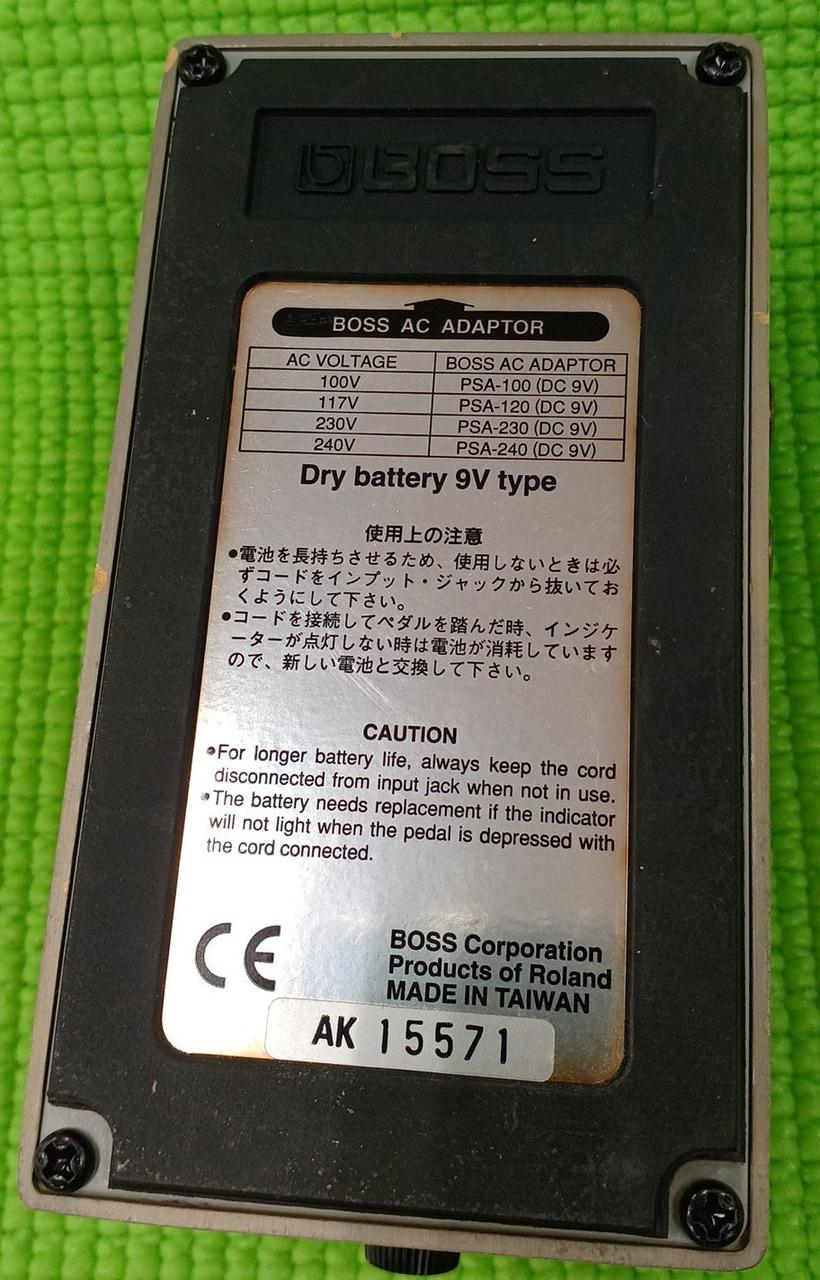 BOSS
BOSS AC ADAPTOR
AC VOLTAGE BOSS AC ADAPTOR
100V PSA-100 (DC 9V)
117V PSA-120 (DC 9V)
230V PSA-230 (DC 9V)
240V PSA-240 (DC 9V)
Dry battery 9V type
使用上の注意
●電池を長持ちさせるため、使用しないときは必
ずコードをインプット・ジャックから抜いてお
くようにして下さい。
●コードを接続してペダルを踏んだ時、インジケ
ーターが点灯しない時は電池が消耗しています
ので、新しい電池と交換して下さい。
CAUTION
●For longer battery life, always keep the cord
disconnected from input jack when not in use.
●The battery needs replacement if the indicator
will not light when the pedal is depressed with
the cord connected.
CE
BOSS Corporation
Products of Roland
MADE IN TAIWAN
AK 15571